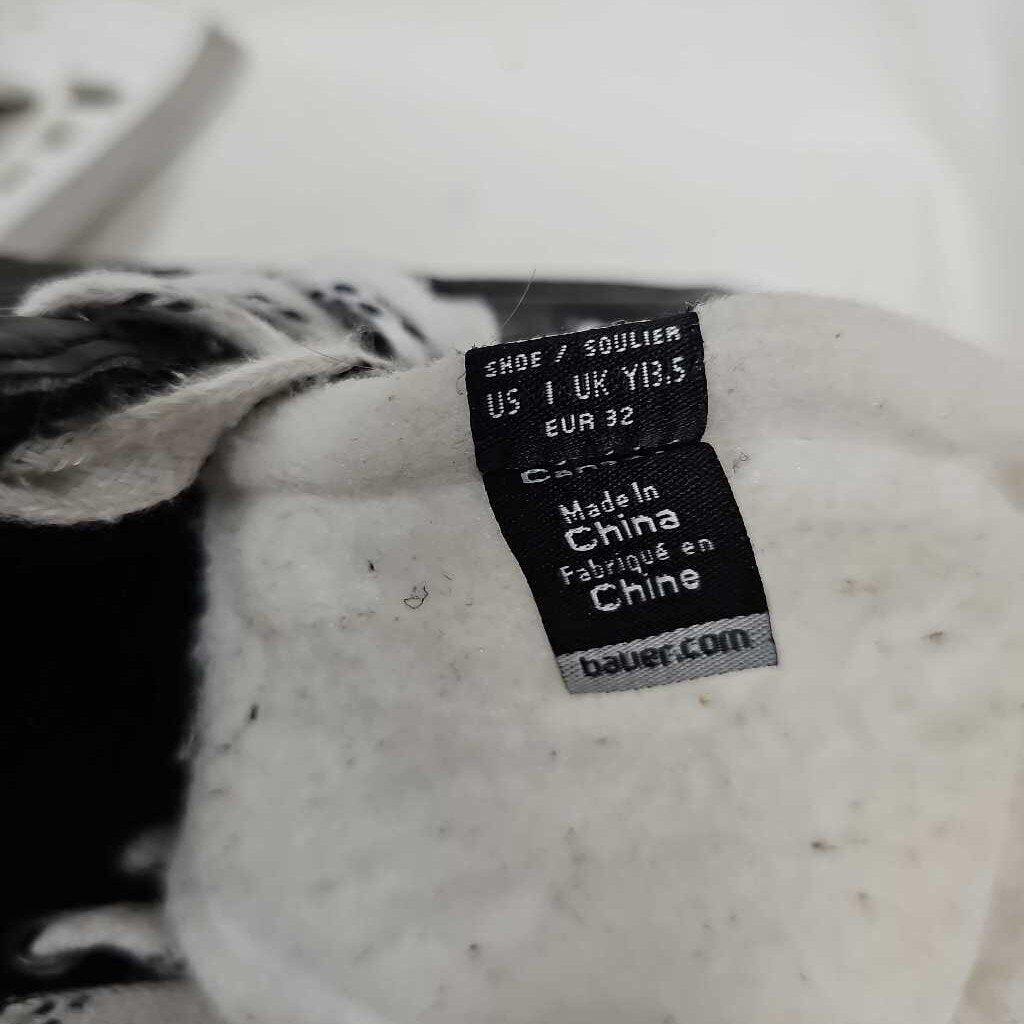 SHOE / SOULIER
US 1 UK Y13.5
EUR 32
Made In
China
Fabriqué en
Chine
bauer.com